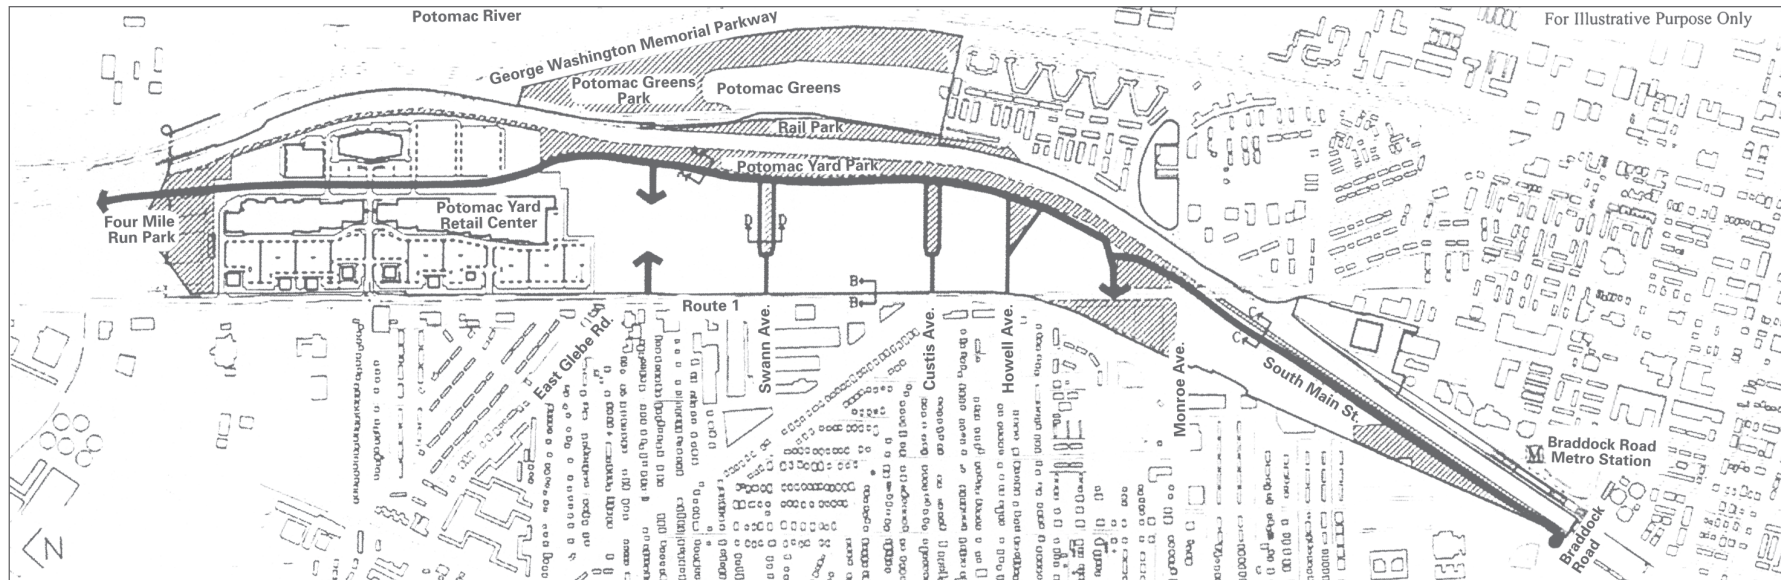 Potomac River
For Illustrative Purpose Only
George Washington Memorial Parkway
Potomac Greens
Park
Potomac Greens
Rail Park
Potomac Yard Park
Four Mile
Run Park
Potomac Yard
Retail Center
A
A
D
D
B
B
Route 1
C
C
East Glebe Rd.
Swann Ave.
Custis Ave.
Howell Ave.
Monroe Ave.
South Main St.
M
Braddock Road
Metro Station
Braddock
Road
N